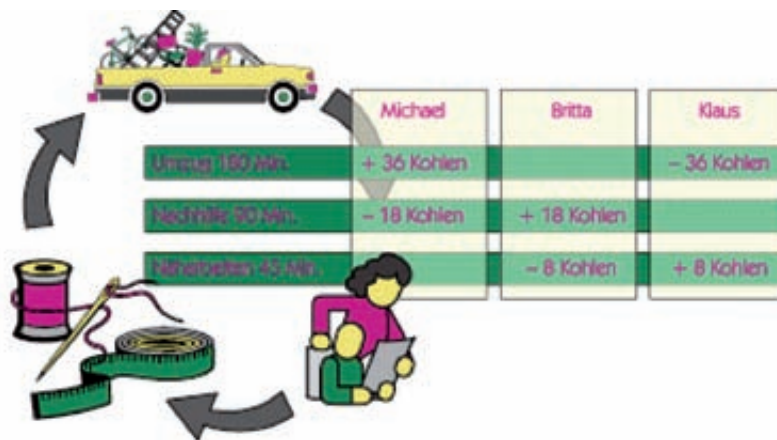 Michael Britta Klaus
Umzug 180 Min. + 36 Kohlen - 36 Kohlen
Nachhilfe 90 Min. - 18 Kohlen + 18 Kohlen
Näharbeiten 45 Min. - 8 Kohlen + 8 Kohlen